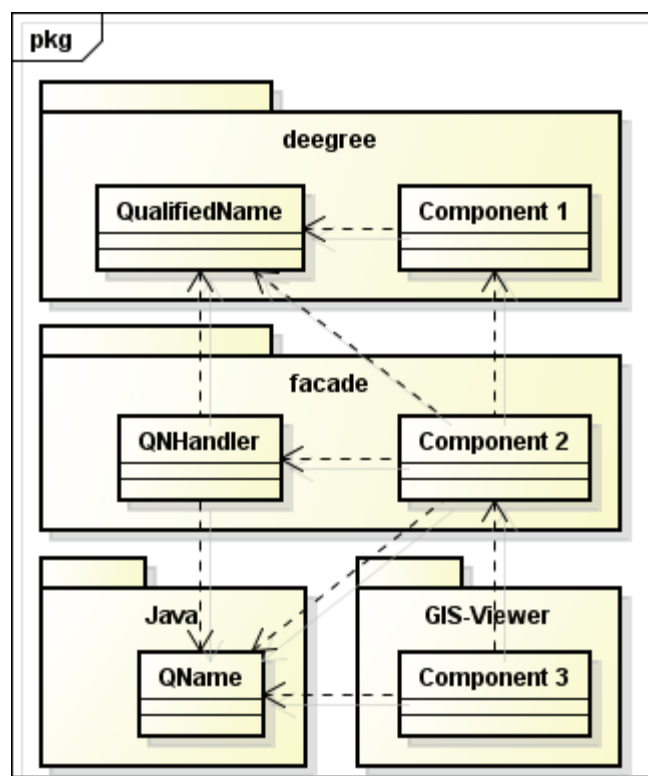 pkg
deegree
QualifiedName
Component 1
facade
QNHandler
Component 2
Java
GIS-Viewer
QName
Component 3